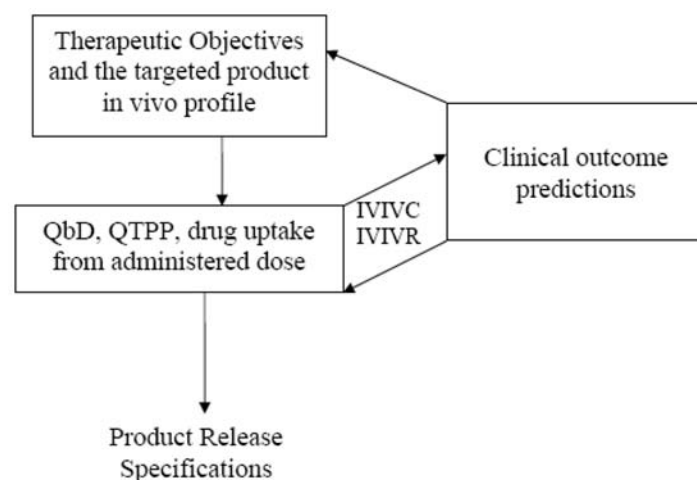 Therapeutic Objectives
and the targeted product
in vivo profile
Clinical outcome
predictions
IVIVC
IVIVR
QbD, QTPP, drug uptake
from administered dose
Product Release
Specifications